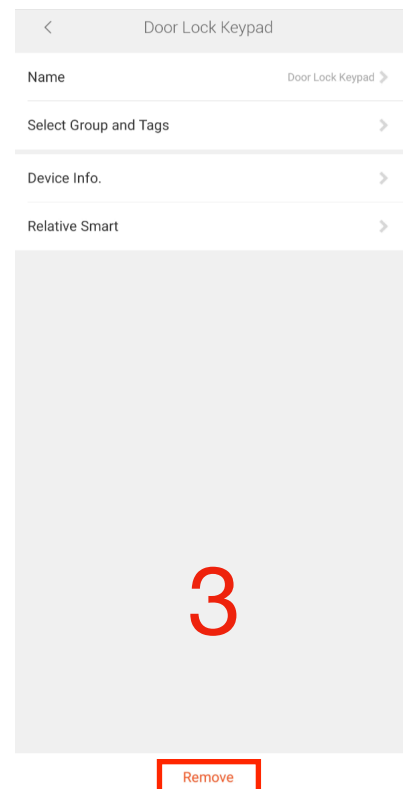 Door Lock Keypad
Name Door Lock Keypad
Select Group and Tags
Device Info.
Relative Smart
3
Remove